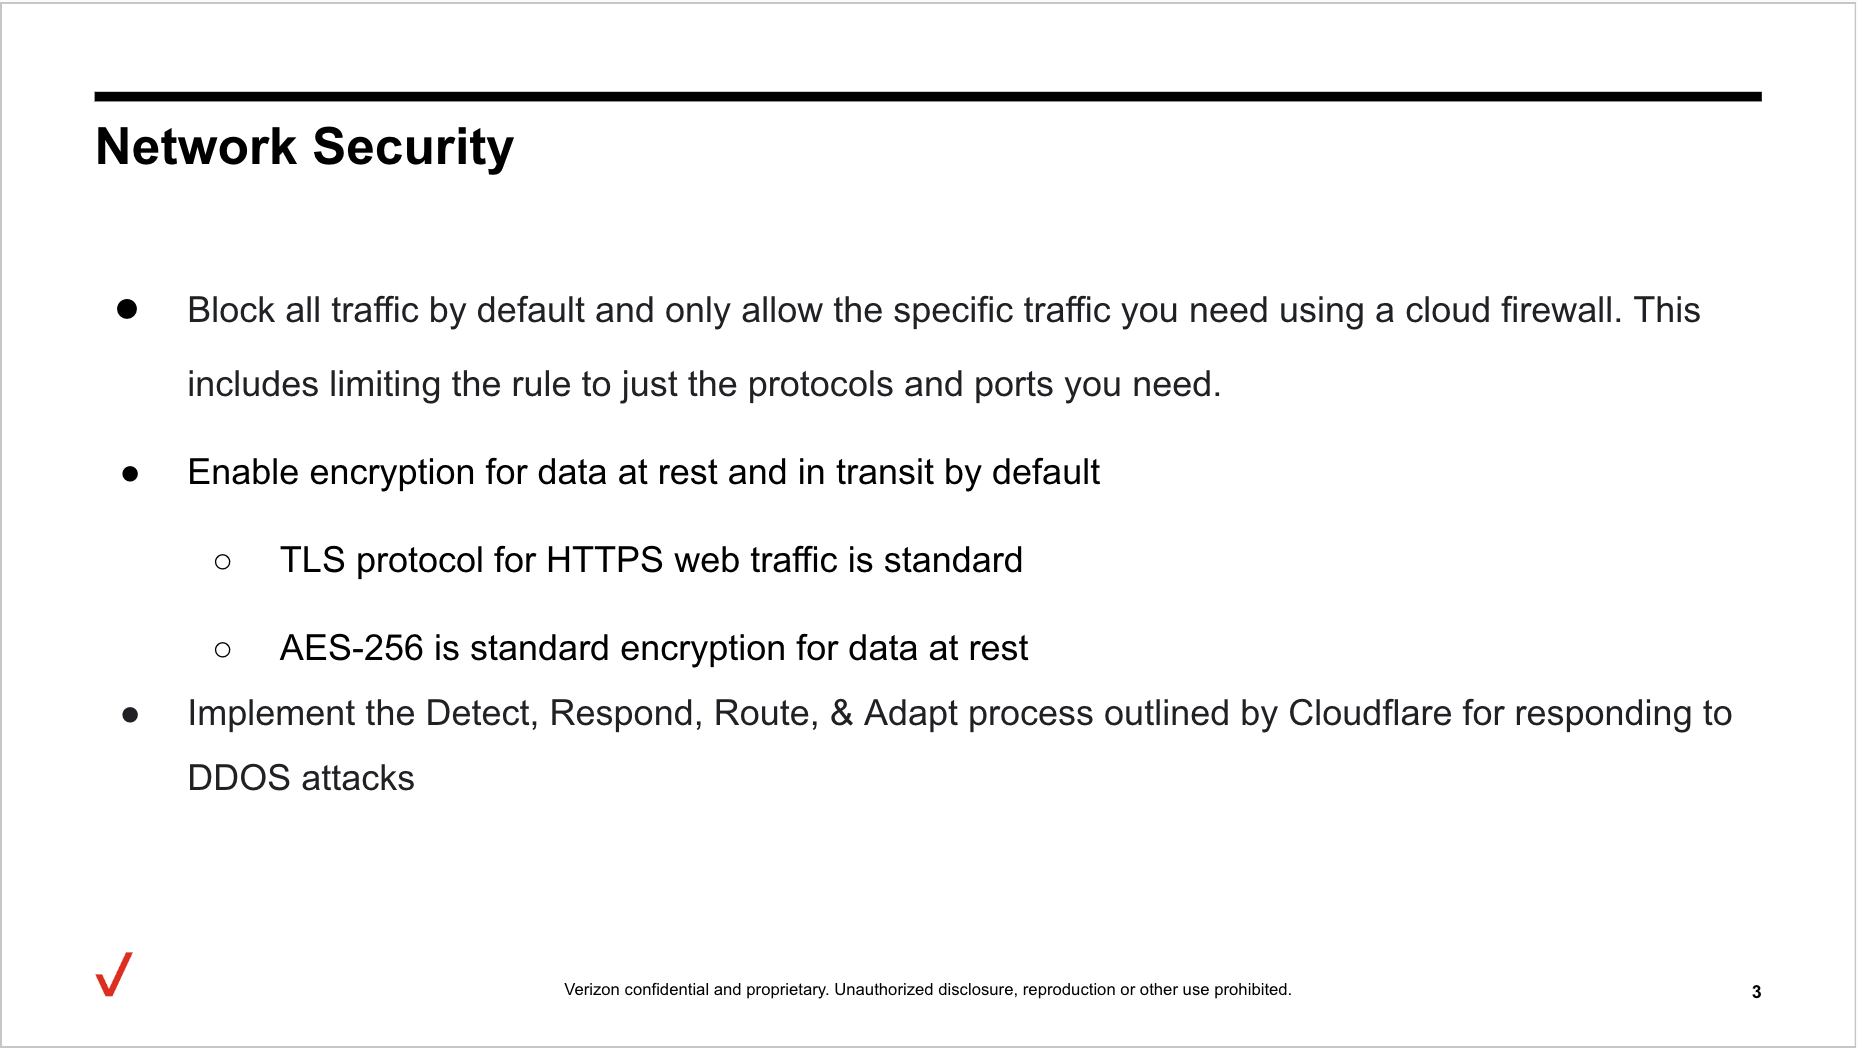 Network Security
● Block all traffic by default and only allow the specific traffic you need using a cloud firewall. This
includes limiting the rule to just the protocols and ports you need.
● Enable encryption for data at rest and in transit by default
○ TLS protocol for HTTPS web traffic is standard
○ AES-256 is standard encryption for data at rest
● Implement the Detect, Respond, Route, & Adapt process outlined by Cloudflare for responding to
DDOS attacks
Verizon confidential and proprietary. Unauthorized disclosure, reproduction or other use prohibited.
3